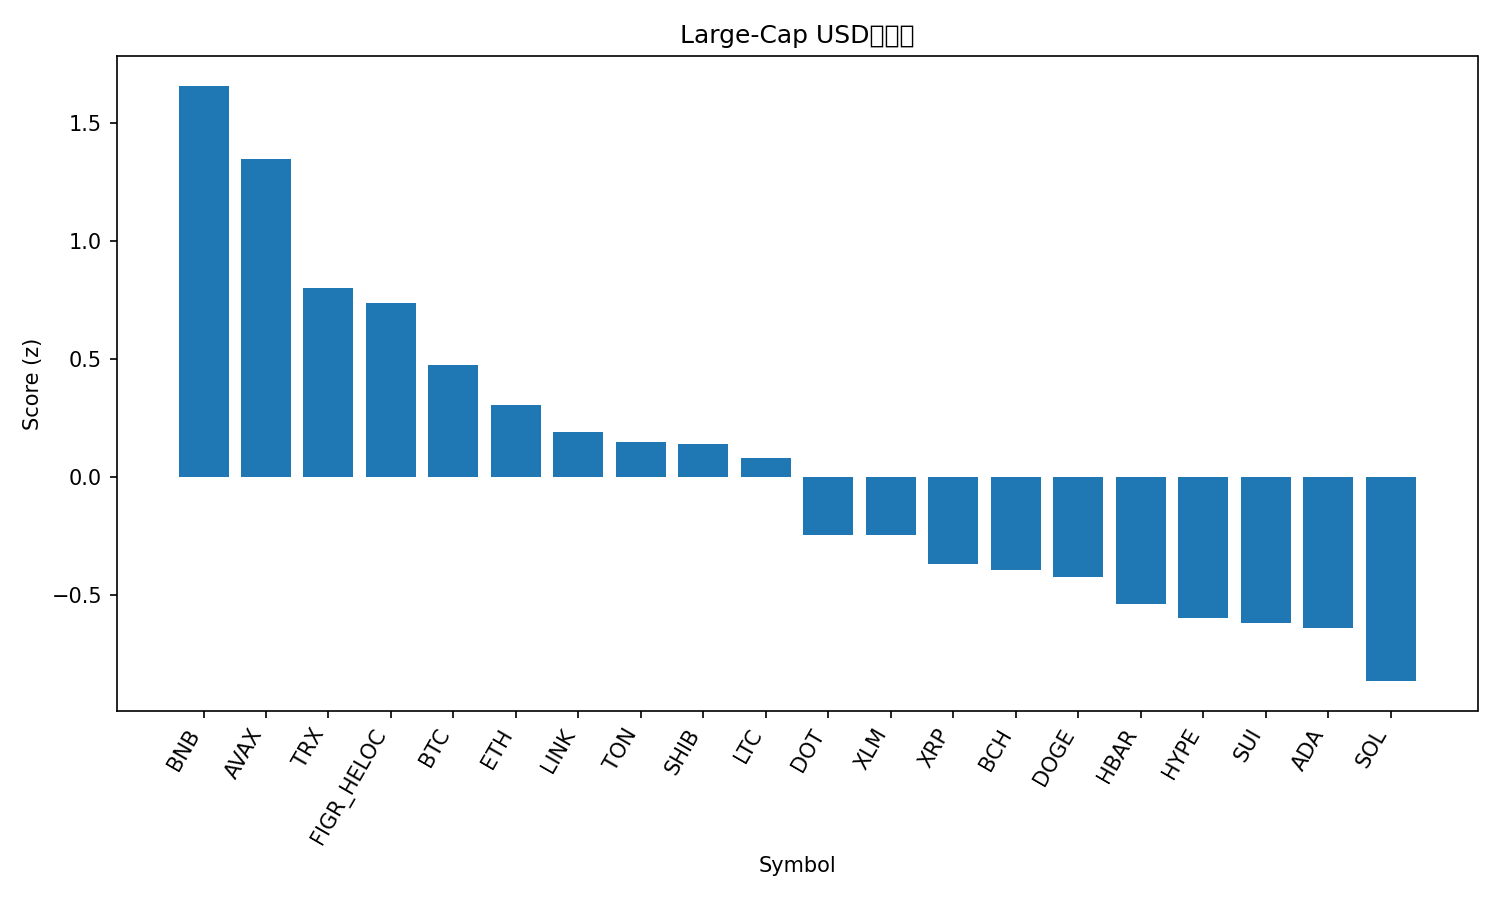 Large-Cap USD
Score (z)
1.5
1.0
0.5
0.0
−0.5
BNB
AVAX
TRX
FIGR_HELOC
BTC
ETH
LINK
TON
SHIB
LTC
DOT
XLM
XRP
BCH
DOGE
HBAR
HYPE
SUI
ADA
SOL
Symbol